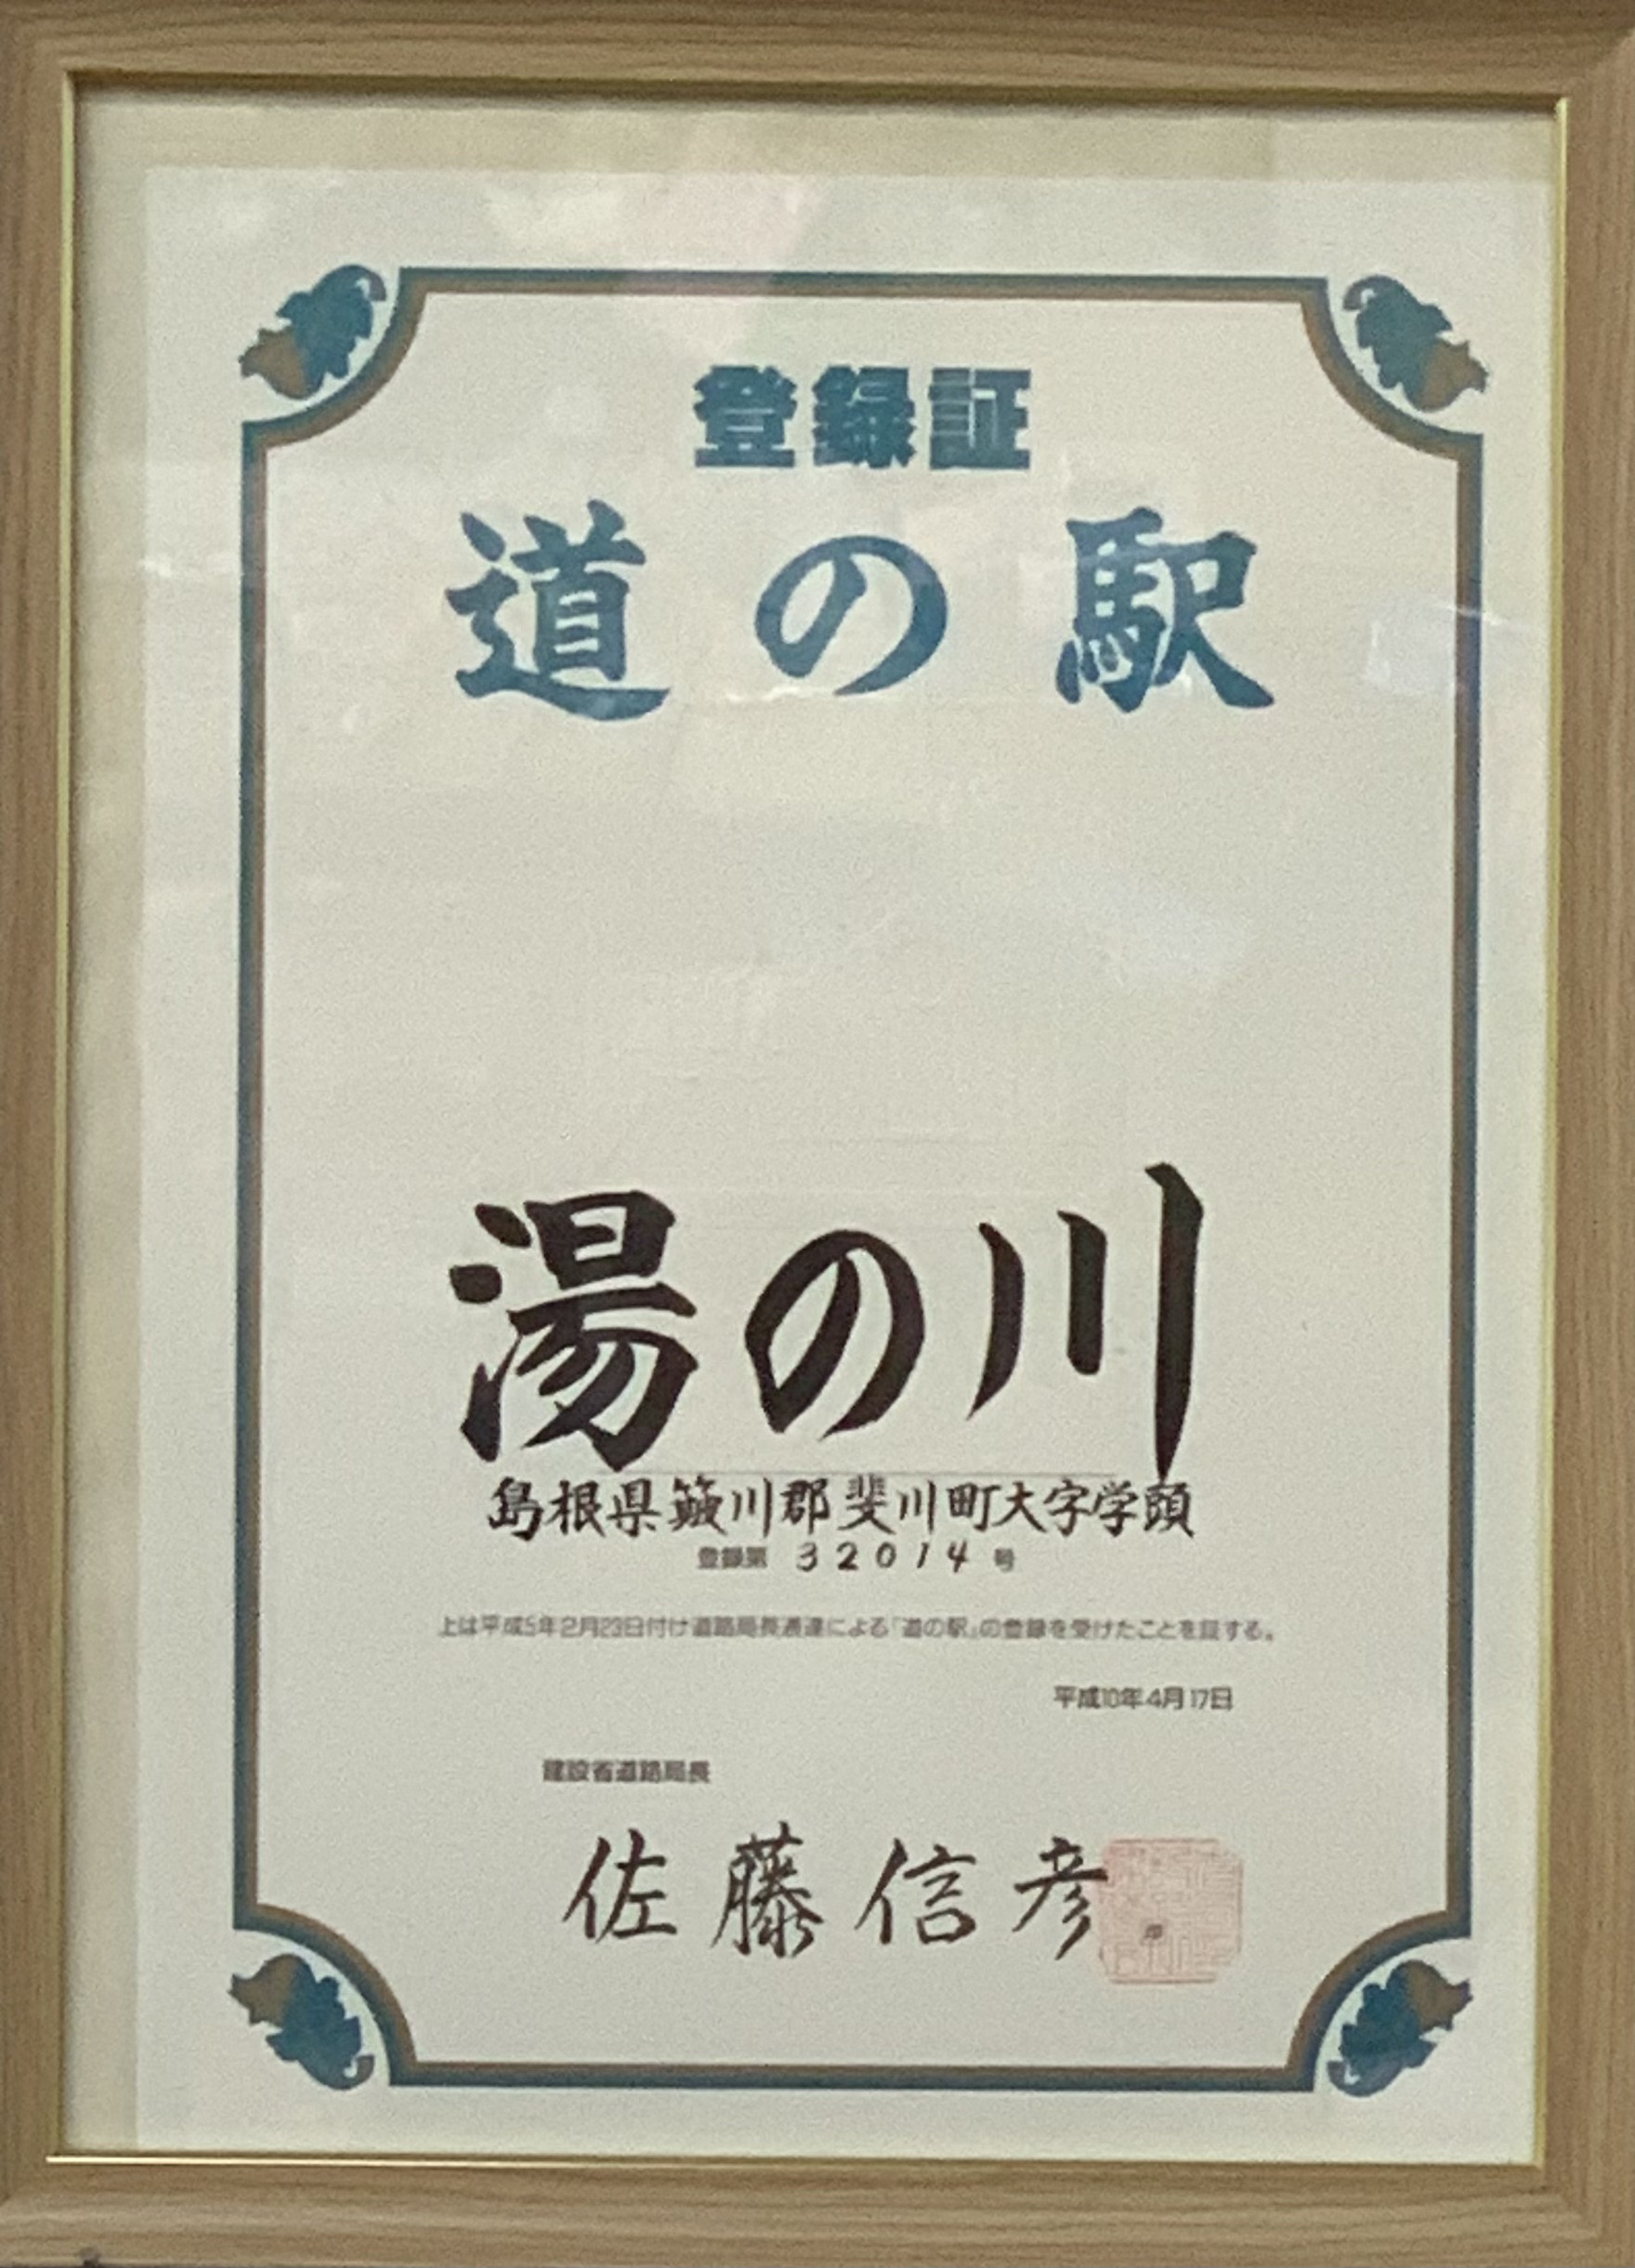 登録証
道の駅
湯の川
島根県簸川郡斐川町大字学頭
登録第 32014 号
上は平成5年2月23日付け道路局長通達による「道の駅」の登録を受けたことを証する。
平成10年4月17日
建設省道路局長
佐藤信彦